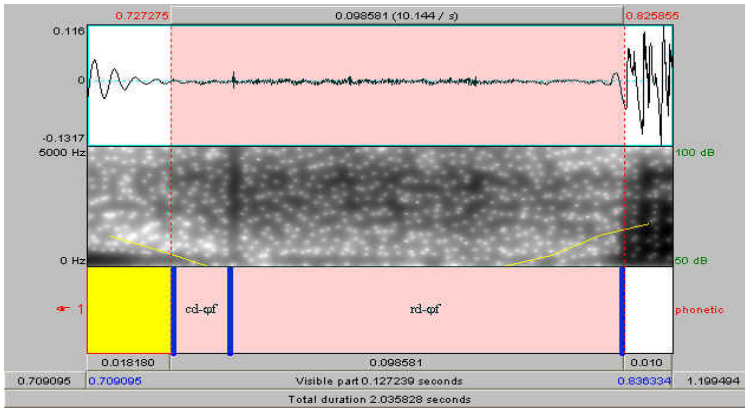 0.727275 0.098581 (10.144 / s) 0.825855
0.116
0
-0.1317
5000 Hz 100 dB
0 Hz 50 dB
1 cd-φf rd-φf phonetic
0.018180 0.098581 0.010
0.709095 0.709095 Visible part 0.127239 seconds 0.836334 1.199494
Total duration 2.035828 seconds